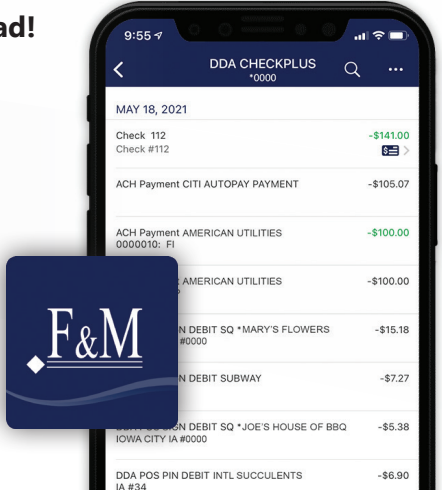 ad!
9:55
DDA CHECKPLUS
*0000
MAY 18, 2021
Check 112
-$141.00
Check #112
ACH Payment CITI AUTOPAY PAYMENT
-$105.07
ACH Payment AMERICAN UTILITIES
-$100.00
0000010: FI
AMERICAN UTILITIES
-$100.00
F&M
DEBIT SQ *MARY'S FLOWERS
-$15.18
#0000
DEBIT SUBWAY
-$7.27
DEBIT SQ *JOE'S HOUSE OF BBQ
-$5.38
IOWA CITY IA #0000
DDA POS PIN DEBIT INTL SUCCULENTS
-$6.90
IA #34